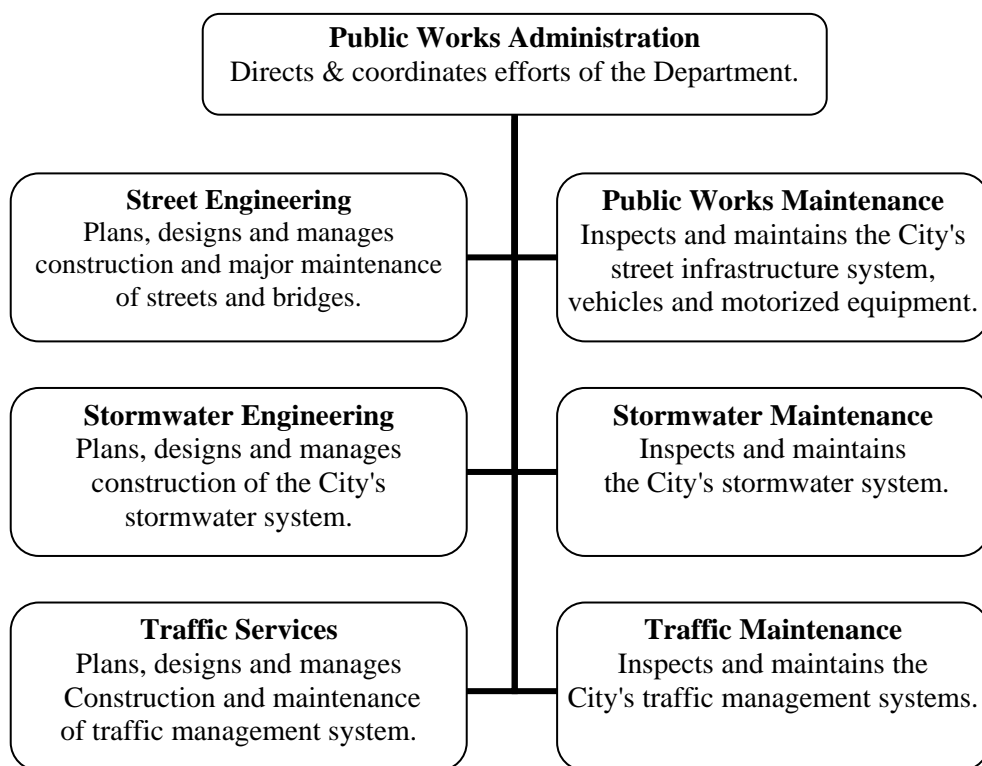 Public Works Administration
Directs & coordinates efforts of the Department.
Street Engineering
Plans, designs and manages
construction and major maintenance
of streets and bridges.
Public Works Maintenance
Inspects and maintains the City's
street infrastructure system,
vehicles and motorized equipment.
Stormwater Engineering
Plans, designs and manages
construction of the City's
stormwater system.
Stormwater Maintenance
Inspects and maintains
the City's stormwater system.
Traffic Services
Plans, designs and manages
Construction and maintenance
of traffic management system.
Traffic Maintenance
Inspects and maintains the
City's traffic management systems.